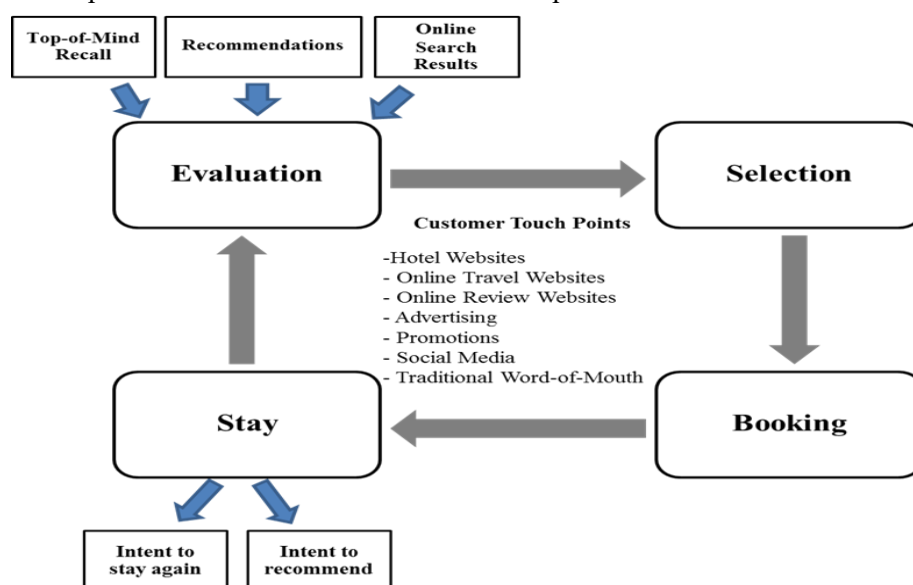 Top-of-Mind
Recall
Recommendations
Online
Search
Results
Evaluation
Selection
Customer Touch Points
-Hotel Websites
- Online Travel Websites
- Online Review Websites
- Advertising
- Promotions
- Social Media
- Traditional Word-of-Mouth
Stay
Booking
Intent to
stay again
Intent to
recommend